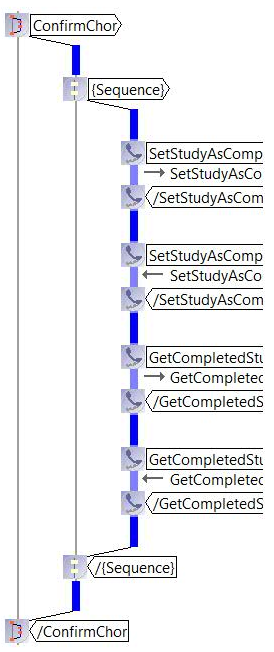 ConfirmChor
{Sequence}
SetStudyAsComp
SetStudyAsCo
/SetStudyAsCom
SetStudyAsComp
SetStudyAsCo
/SetStudyAsCom
GetCompletedStu
GetCompleted
/GetCompletedS
GetCompletedStu
GetCompleted
/GetCompletedS
/{Sequence}
/ConfirmChor